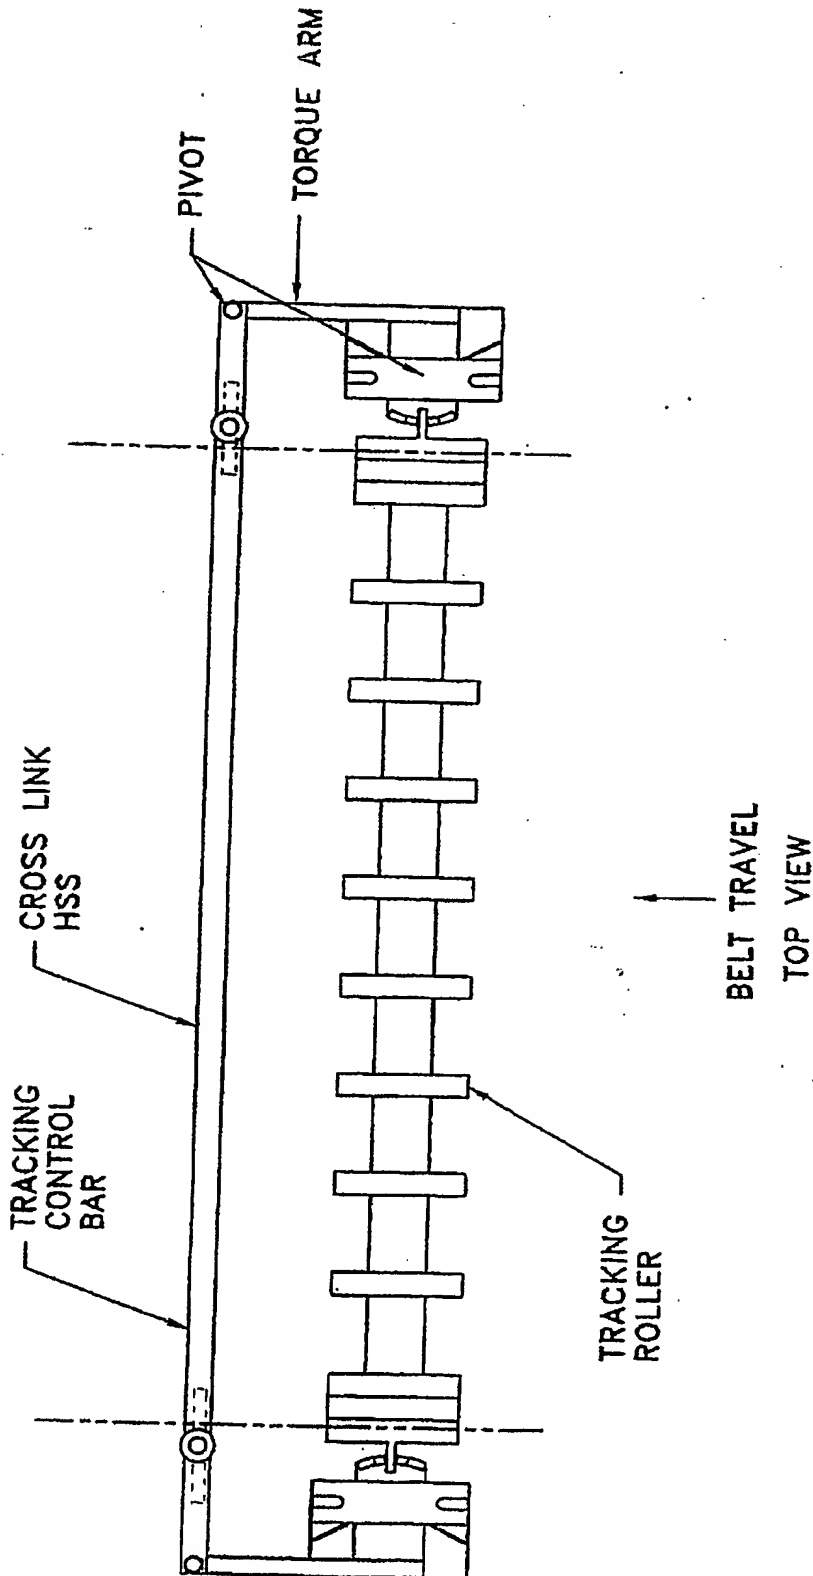 TRACKING
CONTROL
BAR
CROSS LINK
HSS
PIVOT
TORQUE ARM
TRACKING
ROLLER
BELT TRAVEL
TOP VIEW